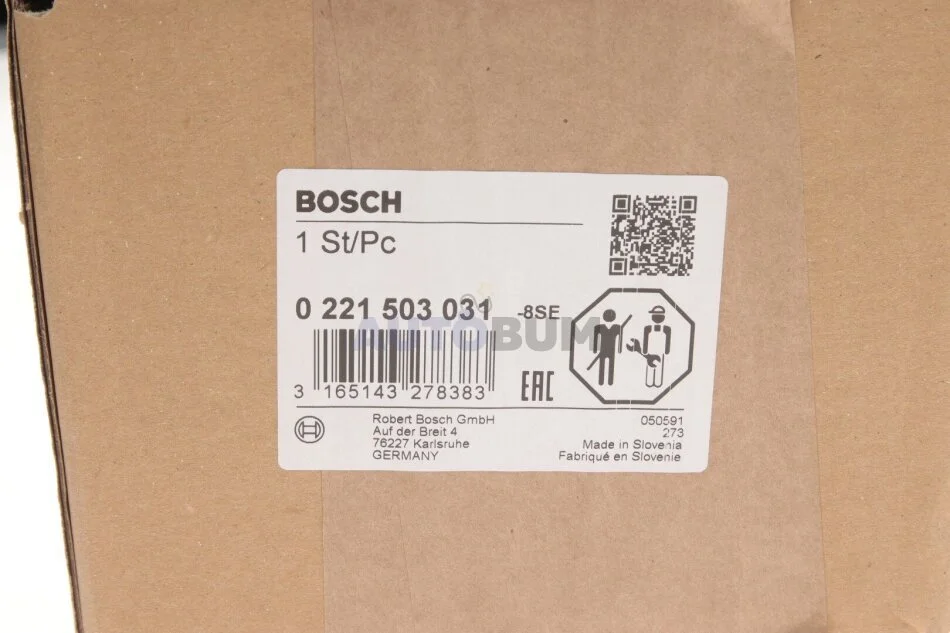 BOSCH
1 St/Pc
0 221 503 031 -8SE
AUTOBUM
3 165143 278383
EAC
Robert Bosch GmbH
Auf der Breit 4
76227 Karlsruhe
GERMANY
050591
273
Made in Slovenia
Fabriqué en Slovenie